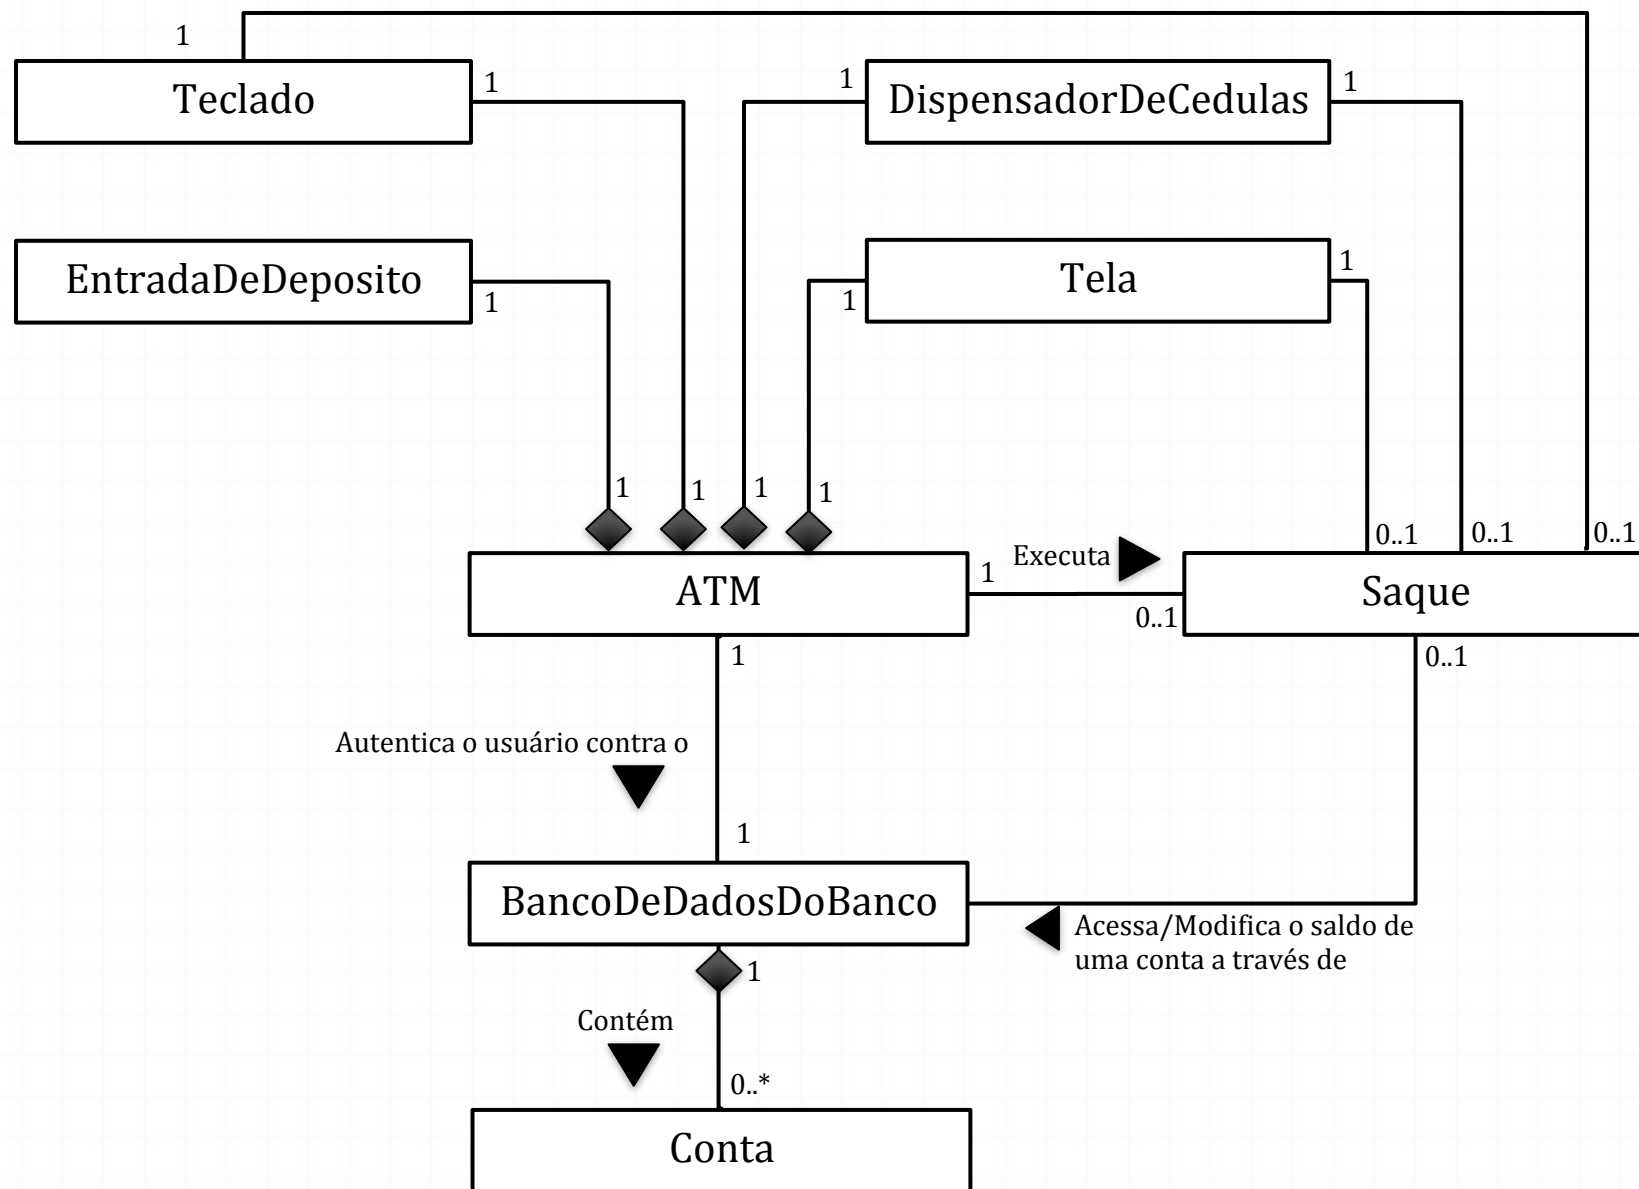 1
Teclado
1
1
DispensadorDeCedulas
1
EntradaDeDeposito
1
1
Tela
1
1
1
1
1
0..1
0..1
0..1
ATM
1
Executa
0..1
Saque
1
0..1
Autentica o usuário contra o
1
BancoDeDadosDoBanco
Acessa/Modifica o saldo de
uma conta a través de
1
Contém
0..*
Conta